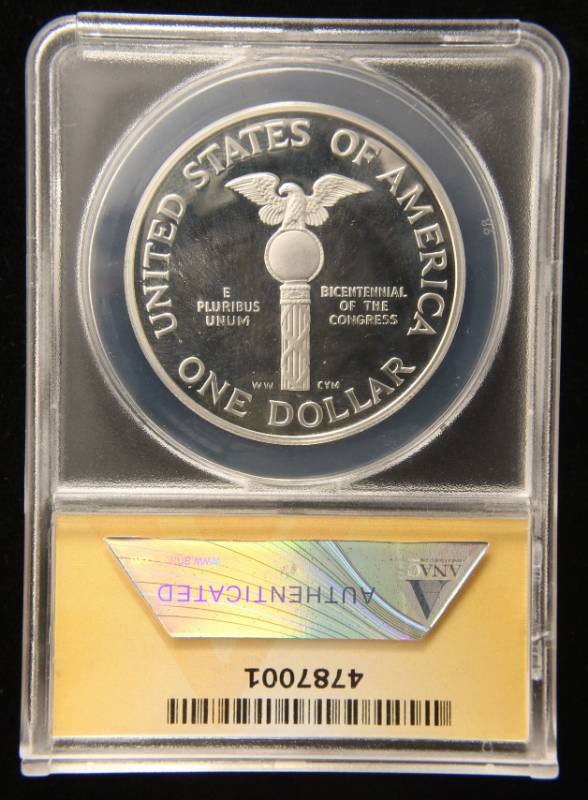 UNITED STATES OF AMERICA
E
PLURIBUS
UNUM
BICENTENNIAL
OF THE
CONGRESS
WW
CYM
ONE DOLLAR
ANACS
AUTHENTICATED
4787001